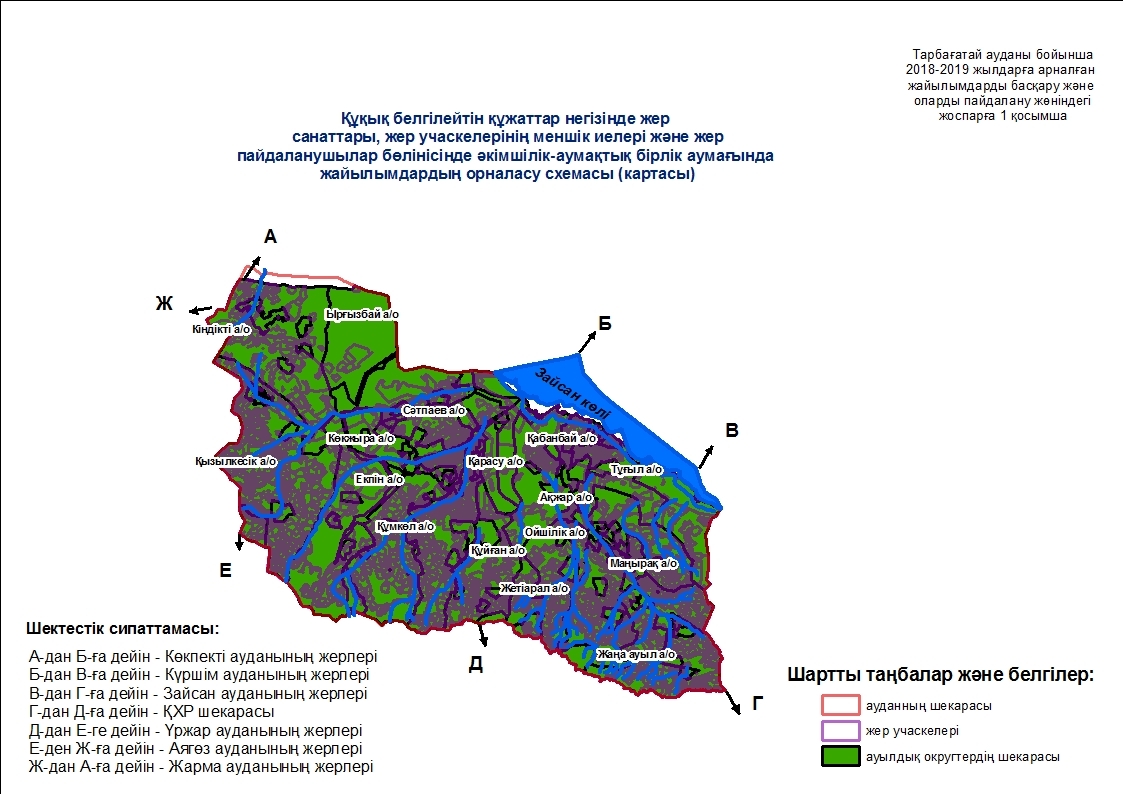 Тарбағатай ауданы бойынша
2018-2019 жылдарға арналған
жайылымдарды басқару және
оларды пайдалану жөніндегі
жоспарға 1 қосымша
Құқық белгілейтін құжаттар негізінде жер
санаттары, жер учаскелерінің меншік иелері және жер
пайдаланушылар бөлінісінде әкімшілік-аумақтық бірлік аумағында
жайылымдардың орналасу схемасы (картасы)
А
Ж
Ырғызбай а/о
Кіндікті а/о
Б
Зайсан көлі
Сәтпаев а/о
В
Көкжыра а/о
Қабанбай а/о
Қызылкесік а/о
Қарасу а/о
Тұғыл а/о
Екпін а/о
Ақжар а/о
Құмкөл а/о
Ойшілік а/о
Құйған а/о
Маңырақ а/о
Е
Жетіарал а/о
Жаңа ауыл а/о
Д
Г
Шектестік сипаттамасы:
А-дан Б-ға дейін - Көкпекті ауданының жерлері
Б-дан В-ға дейін - Күршім ауданының жерлері
В-дан Г-ға дейін - Зайсан ауданының жерлері
Г-дан Д-ға дейін - ҚХР шекарасы
Д-дан Е-ге дейін - Үржар ауданының жерлері
Е-ден Ж-ға дейін - Аягөз ауданының жерлері
Ж-дан А-ға дейін - Жарма ауданының жерлері
Шартты таңбалар және белгілер:
ауданның шекарасы
жер учаскелері
ауылдық округтердің шекарасы